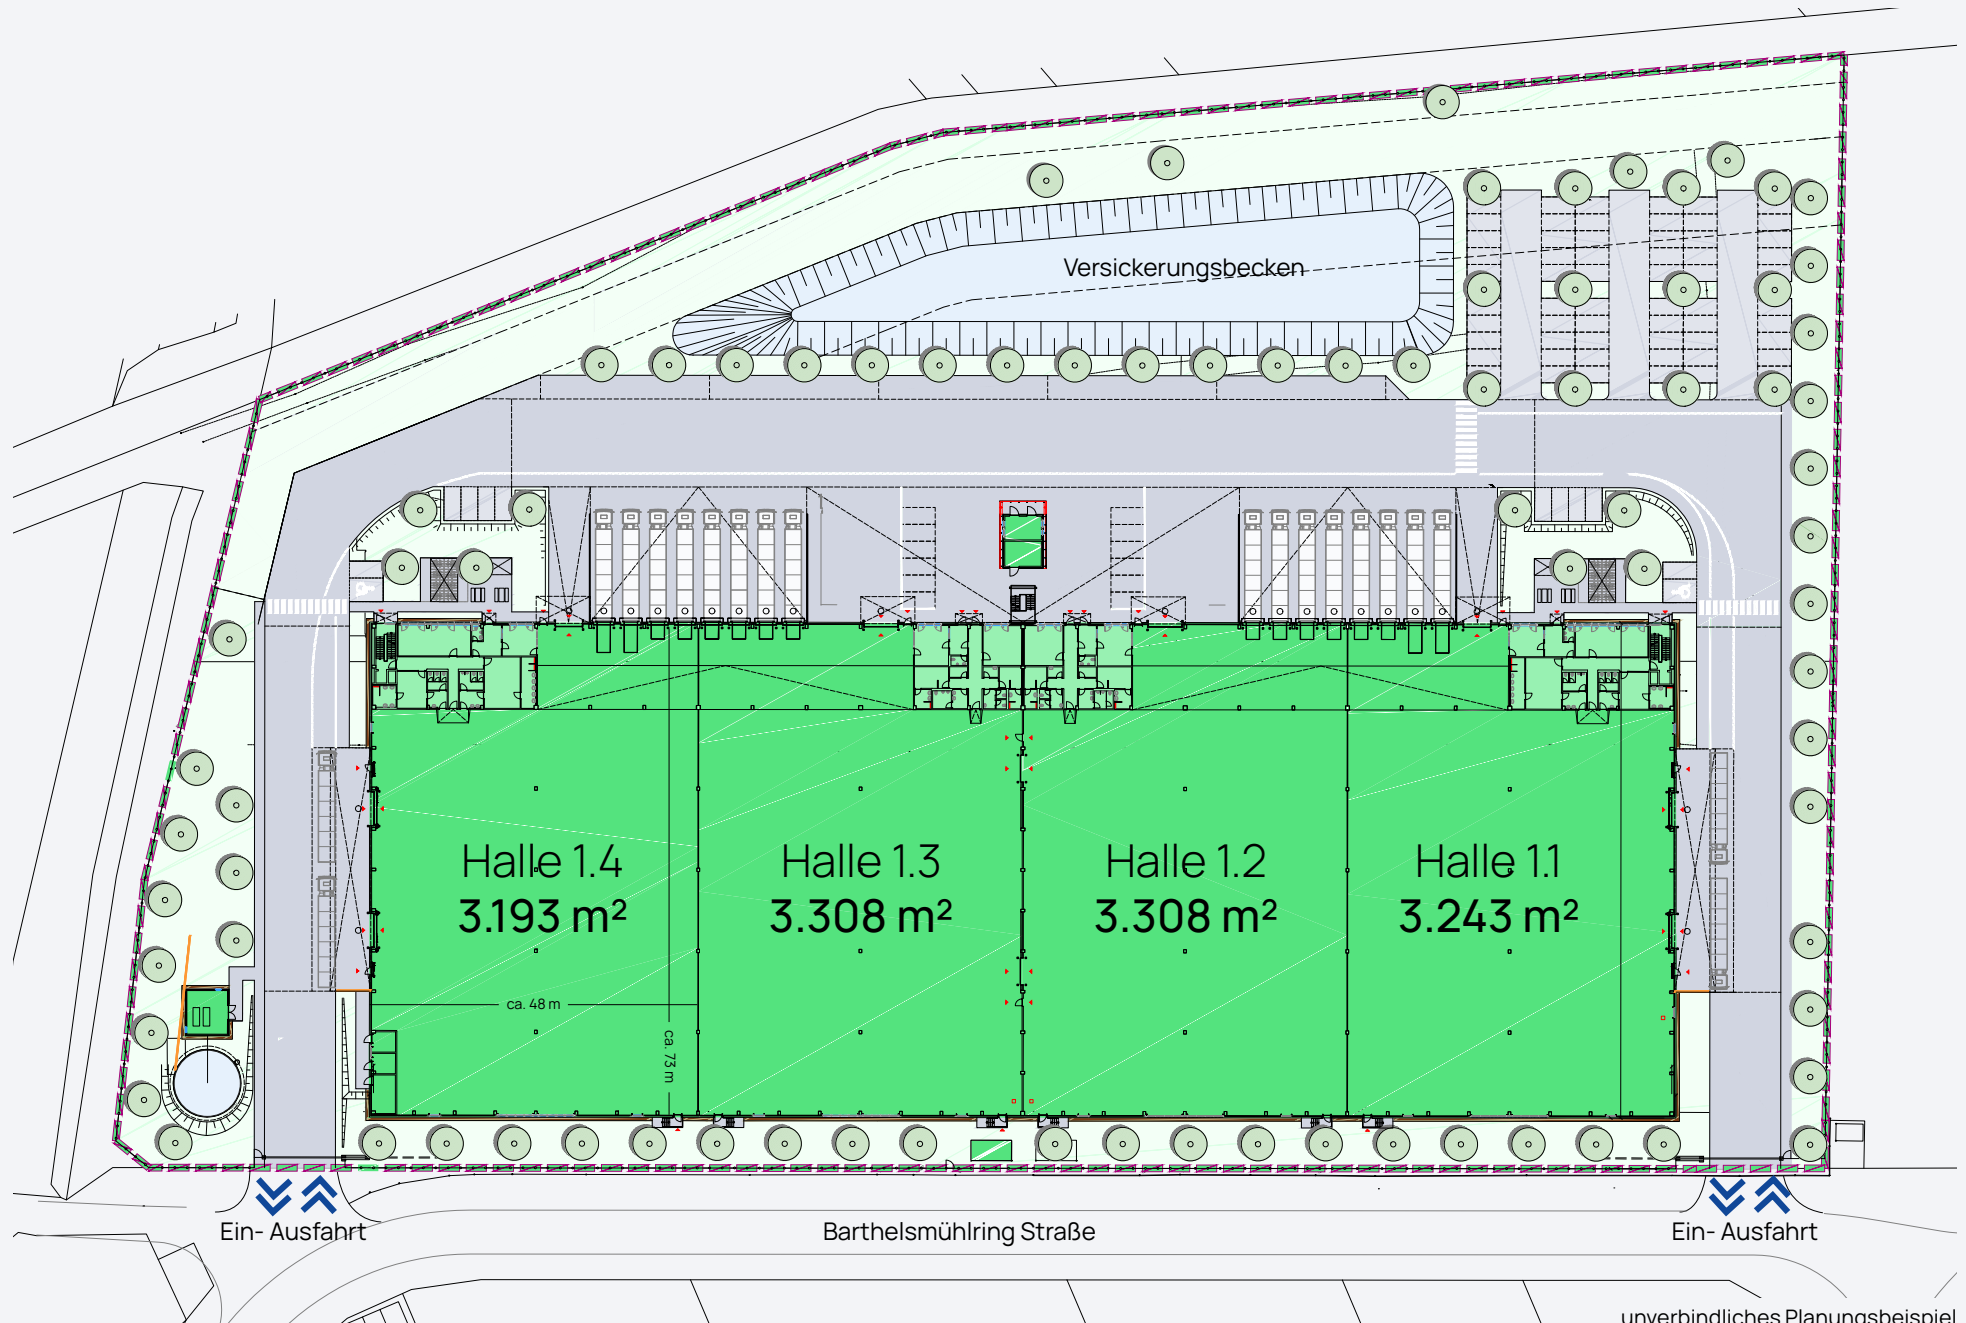 Versickerungsbecken
Halle 1.4
3.193 m²
Halle 1.3
3.308 m²
Halle 1.2
3.308 m²
Halle 1.1
3.243 m²
ca. 48 m
ca. 73 m
Ein- Ausfahrt
Barthelsmühlring Straße
Ein- Ausfahrt
unverbindliches Planungsbeispiel